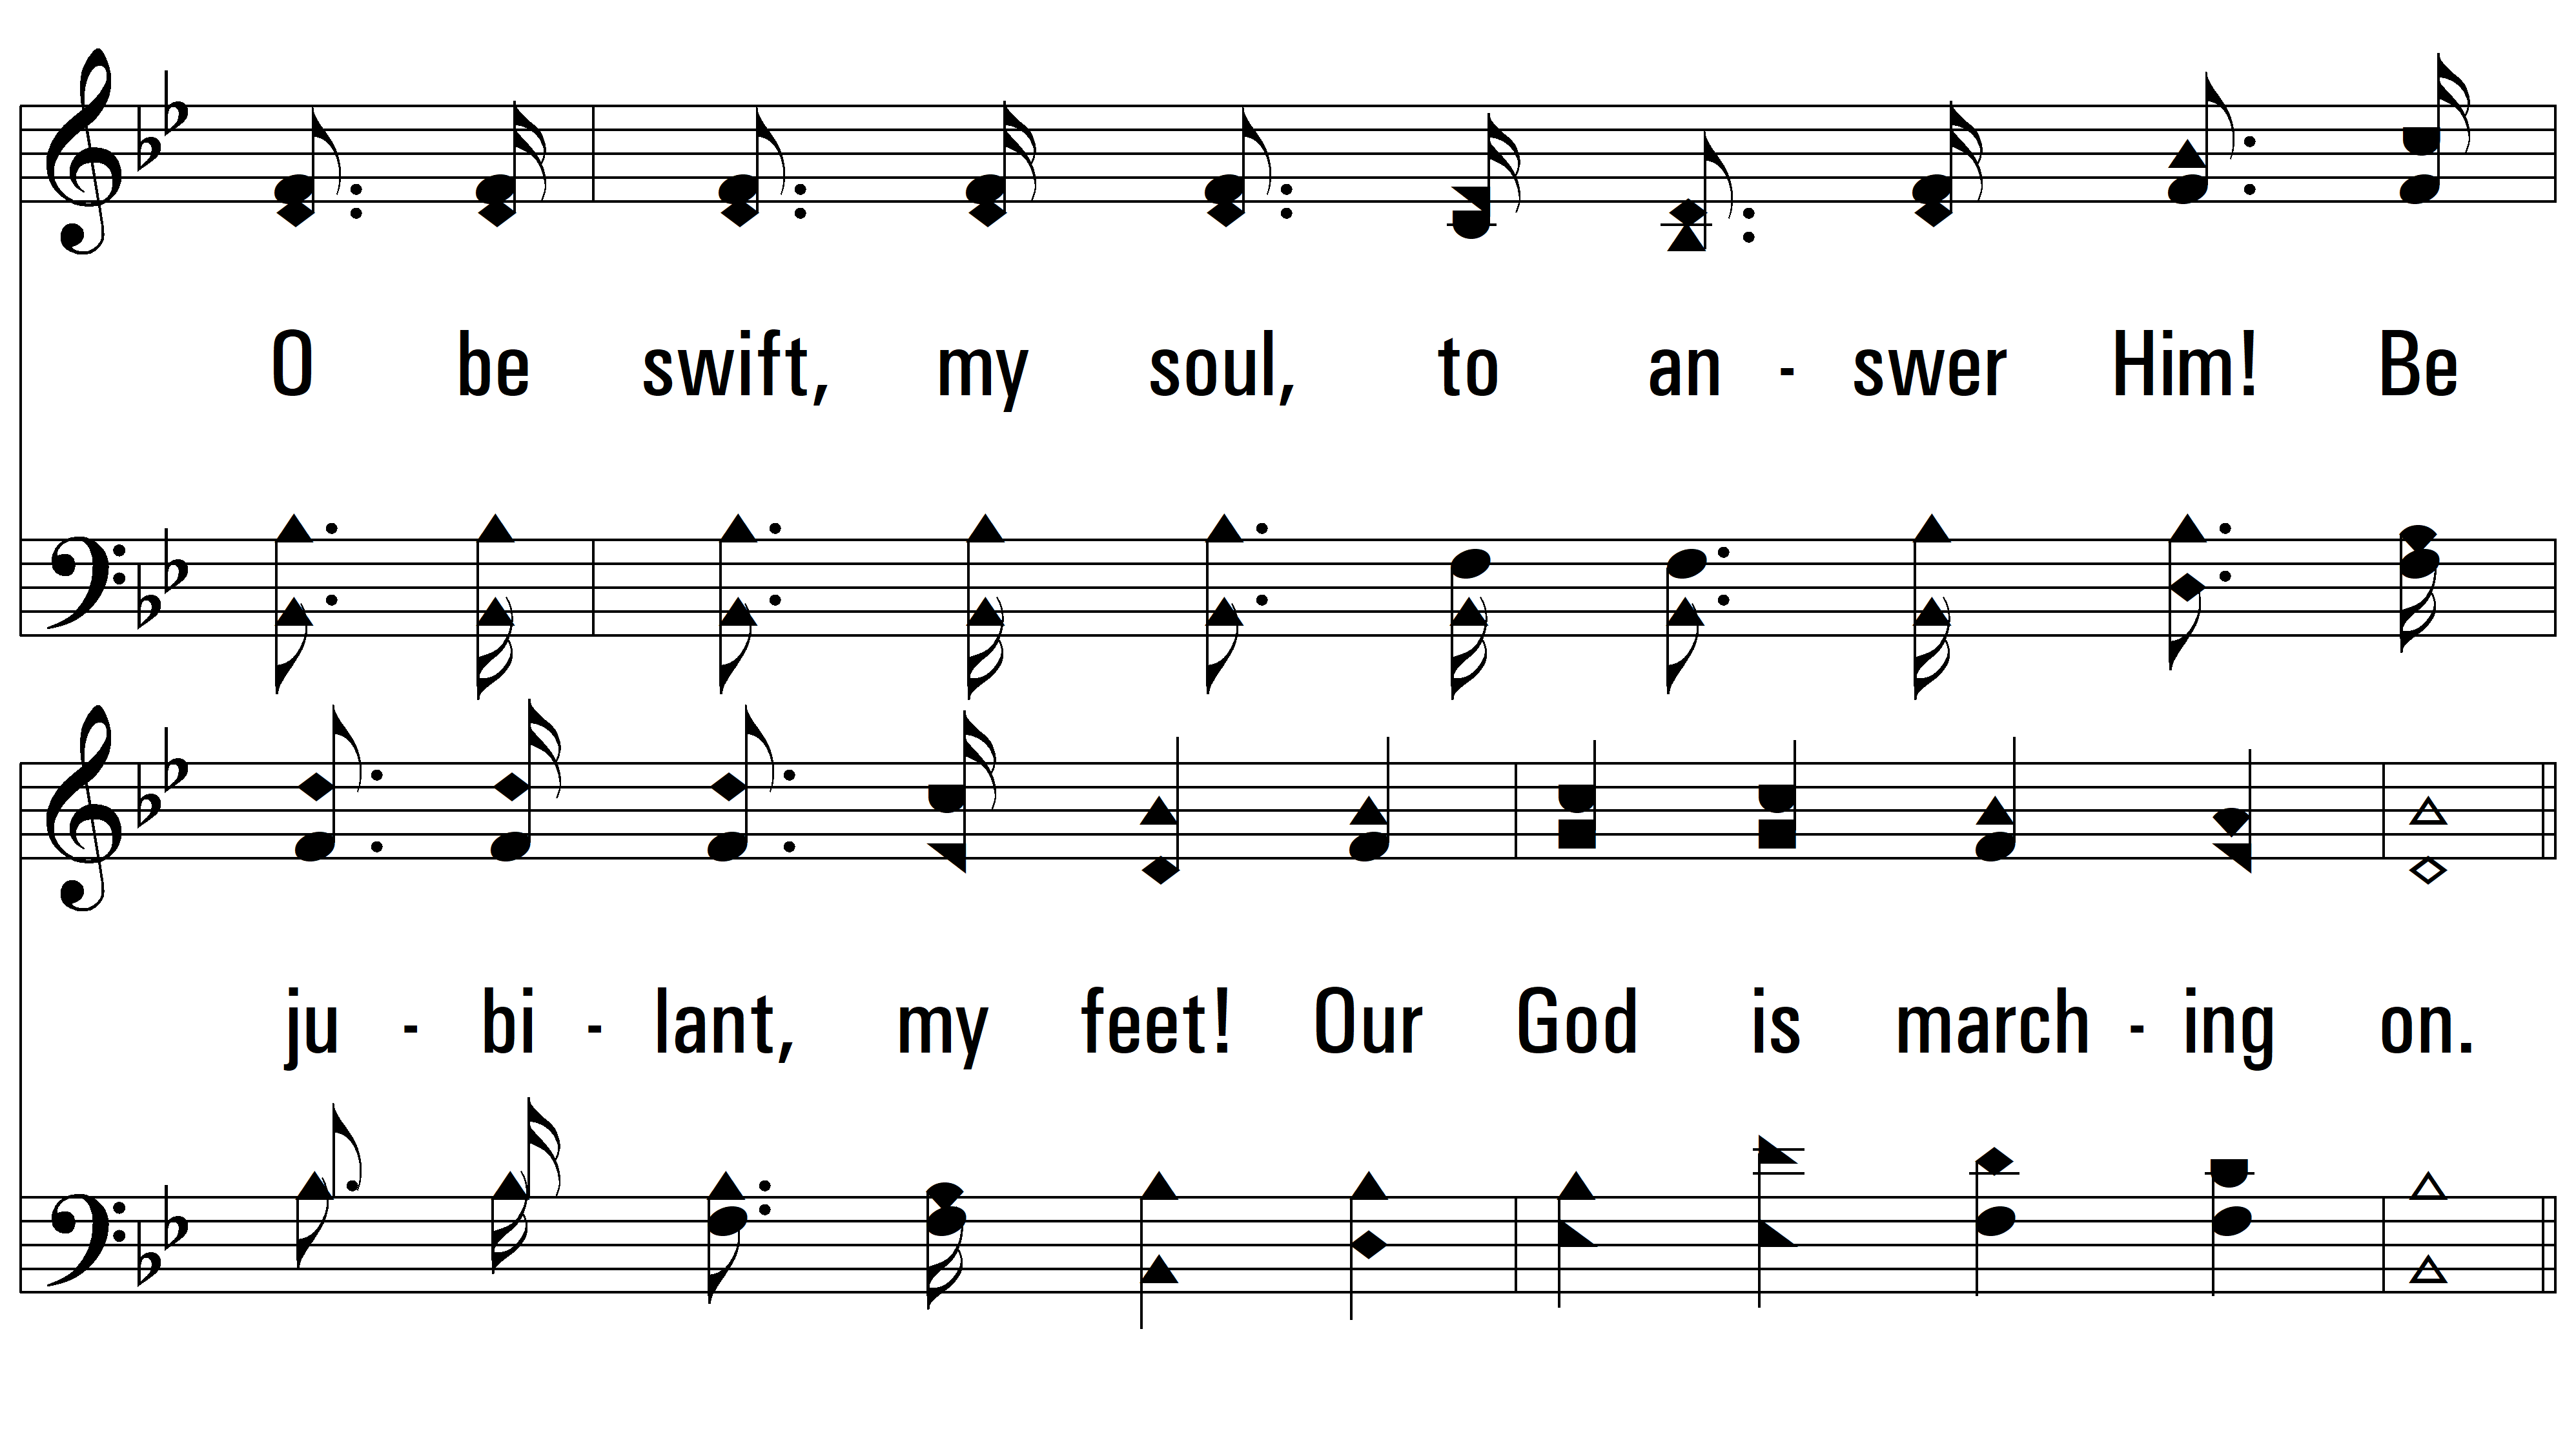 O be swift, my soul, to an - swer Him! Be
ju - bi - lant, my feet! Our God is march - ing on.